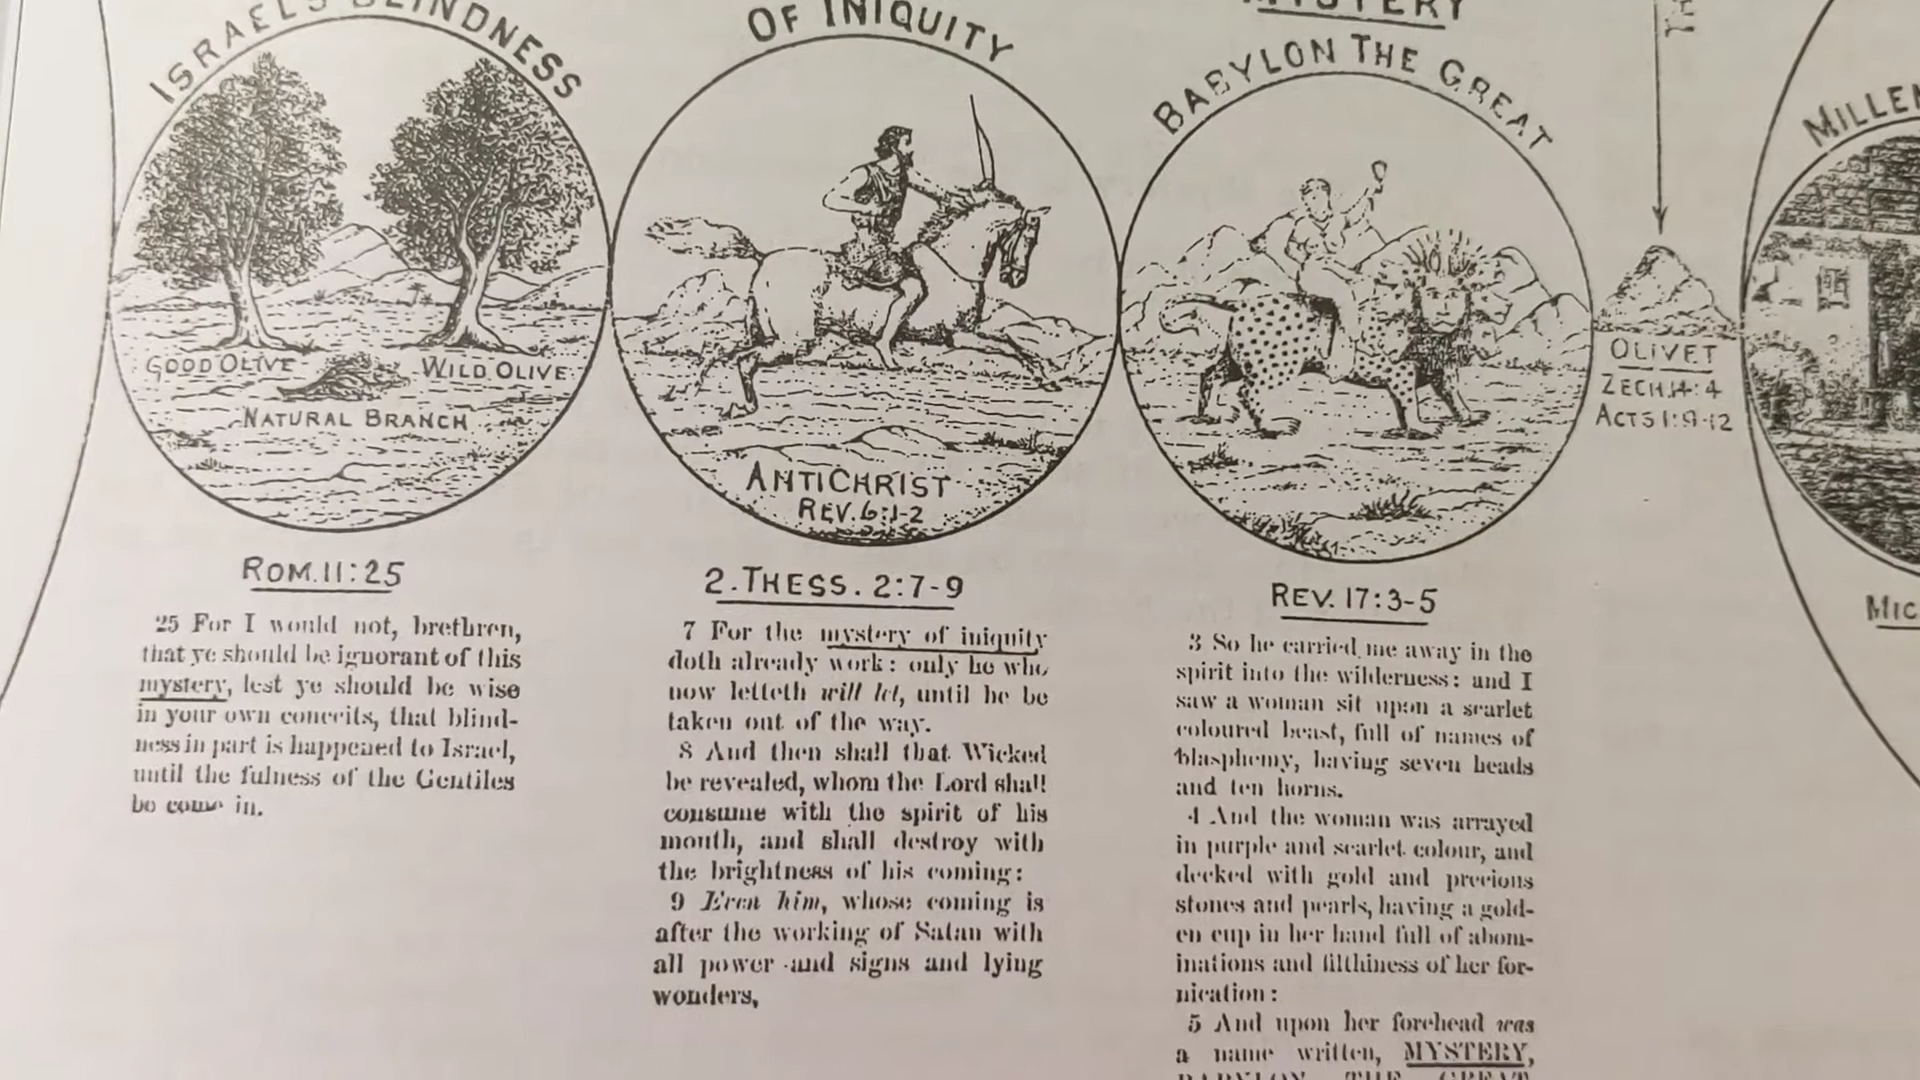 ISRAEL'S BLINDNESS
GOOD OLIVE
WILD OLIVE
NATURAL BRANCH
ROM. 11:25
25 For I would not, brethren,
that ye should be ignorant of this
mystery, lest ye should be wise
in your own conceits, that blind-
ness in part is happened to Israel,
until the fulness of the Gentiles
be come in.
OF INIQUITY
ANTICHRIST
REV. 6:1-2
2. THESS. 2:7-9
7 For the mystery of iniquity
doth already work: only he who
now letteth will let, until he be
taken out of the way.
8 And then shall that Wicked
be revealed, whom the Lord shall
consume with the spirit of his
mouth, and shall destroy with
the brightness of his coming:
9 Even him, whose coming is
after the working of Satan with
all power and signs and lying
wonders,
MYSTERY
BABYLON THE GREAT
REV. 17:3-5
3 So he carried me away in the
spirit into the wilderness: and I
saw a woman sit upon a scarlet
coloured beast, full of names of
blasphemy, having seven heads
and ten horns.
4 And the woman was arrayed
in purple and scarlet colour, and
decked with gold and precious
stones and pearls, having a gold-
en cup in her hand full of abom-
inations and filthiness of her for-
nication:
5 And upon her forehead was
a name written, MYSTERY,
BABYLON THE GREAT
OLIVET
ZECH. 14:4
ACTS 1:9-12
MILLEN
MIC